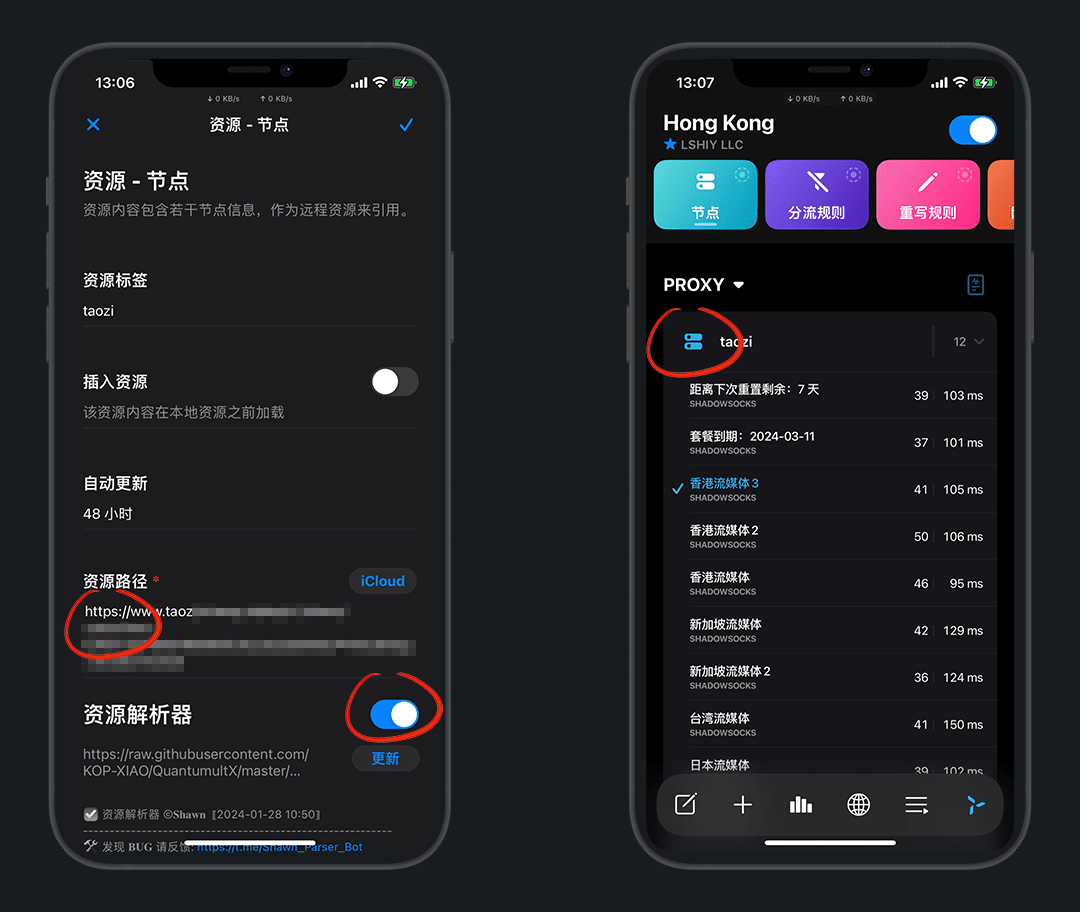 13:06
↓ 0 KB/s ↑ 0 KB/s
资源 - 节点
资源 - 节点
资源内容包含若干节点信息，作为远程资源来引用。
资源标签
taozi
插入资源
该资源内容在本地资源之前加载
自动更新
48 小时
资源路径 *
iCloud
https://www.taoz
资源解析器
https://raw.githubusercontent.com/
KOP-XIAO/QuantumultX/master/...
更新
资源解析器 ©Shawn [2024-01-28 10:50]
发现 BUG 请反馈: https://t.me/Shawn_Parser_Bot
13:07
↓ 0 KB/s ↑ 0 KB/s
Hong Kong
LSHIY LLC
节点
分流规则
重写规则
PROXY
taozi
12
距离下次重置剩余：7 天
SHADOWSOCKS
39 103 ms
套餐到期：2024-03-11
SHADOWSOCKS
37 101 ms
香港流媒体 3
SHADOWSOCKS
41 105 ms
香港流媒体 2
SHADOWSOCKS
50 106 ms
香港流媒体
SHADOWSOCKS
46 95 ms
新加坡流媒体
SHADOWSOCKS
42 129 ms
新加坡流媒体 2
SHADOWSOCKS
36 124 ms
台湾流媒体
SHADOWSOCKS
41 150 ms
日本流媒体
39 102 ms